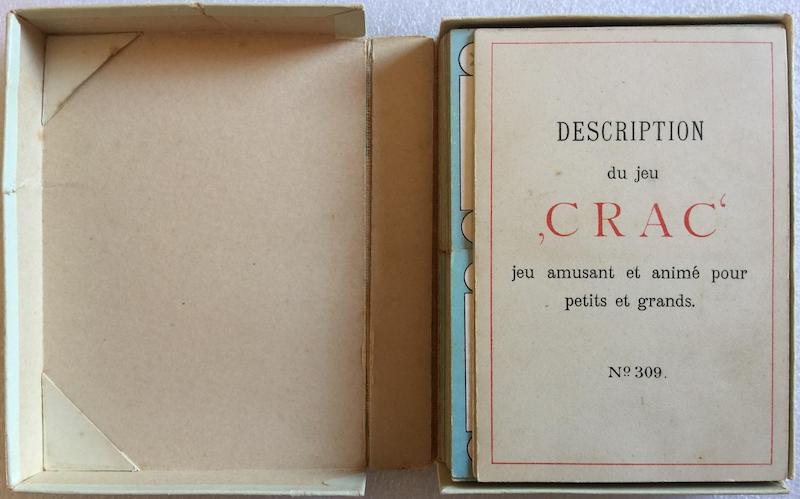 DESCRIPTION
du jeu
‚CRAC‘
jeu amusant et animé pour
petits et grands.
Nº 309.